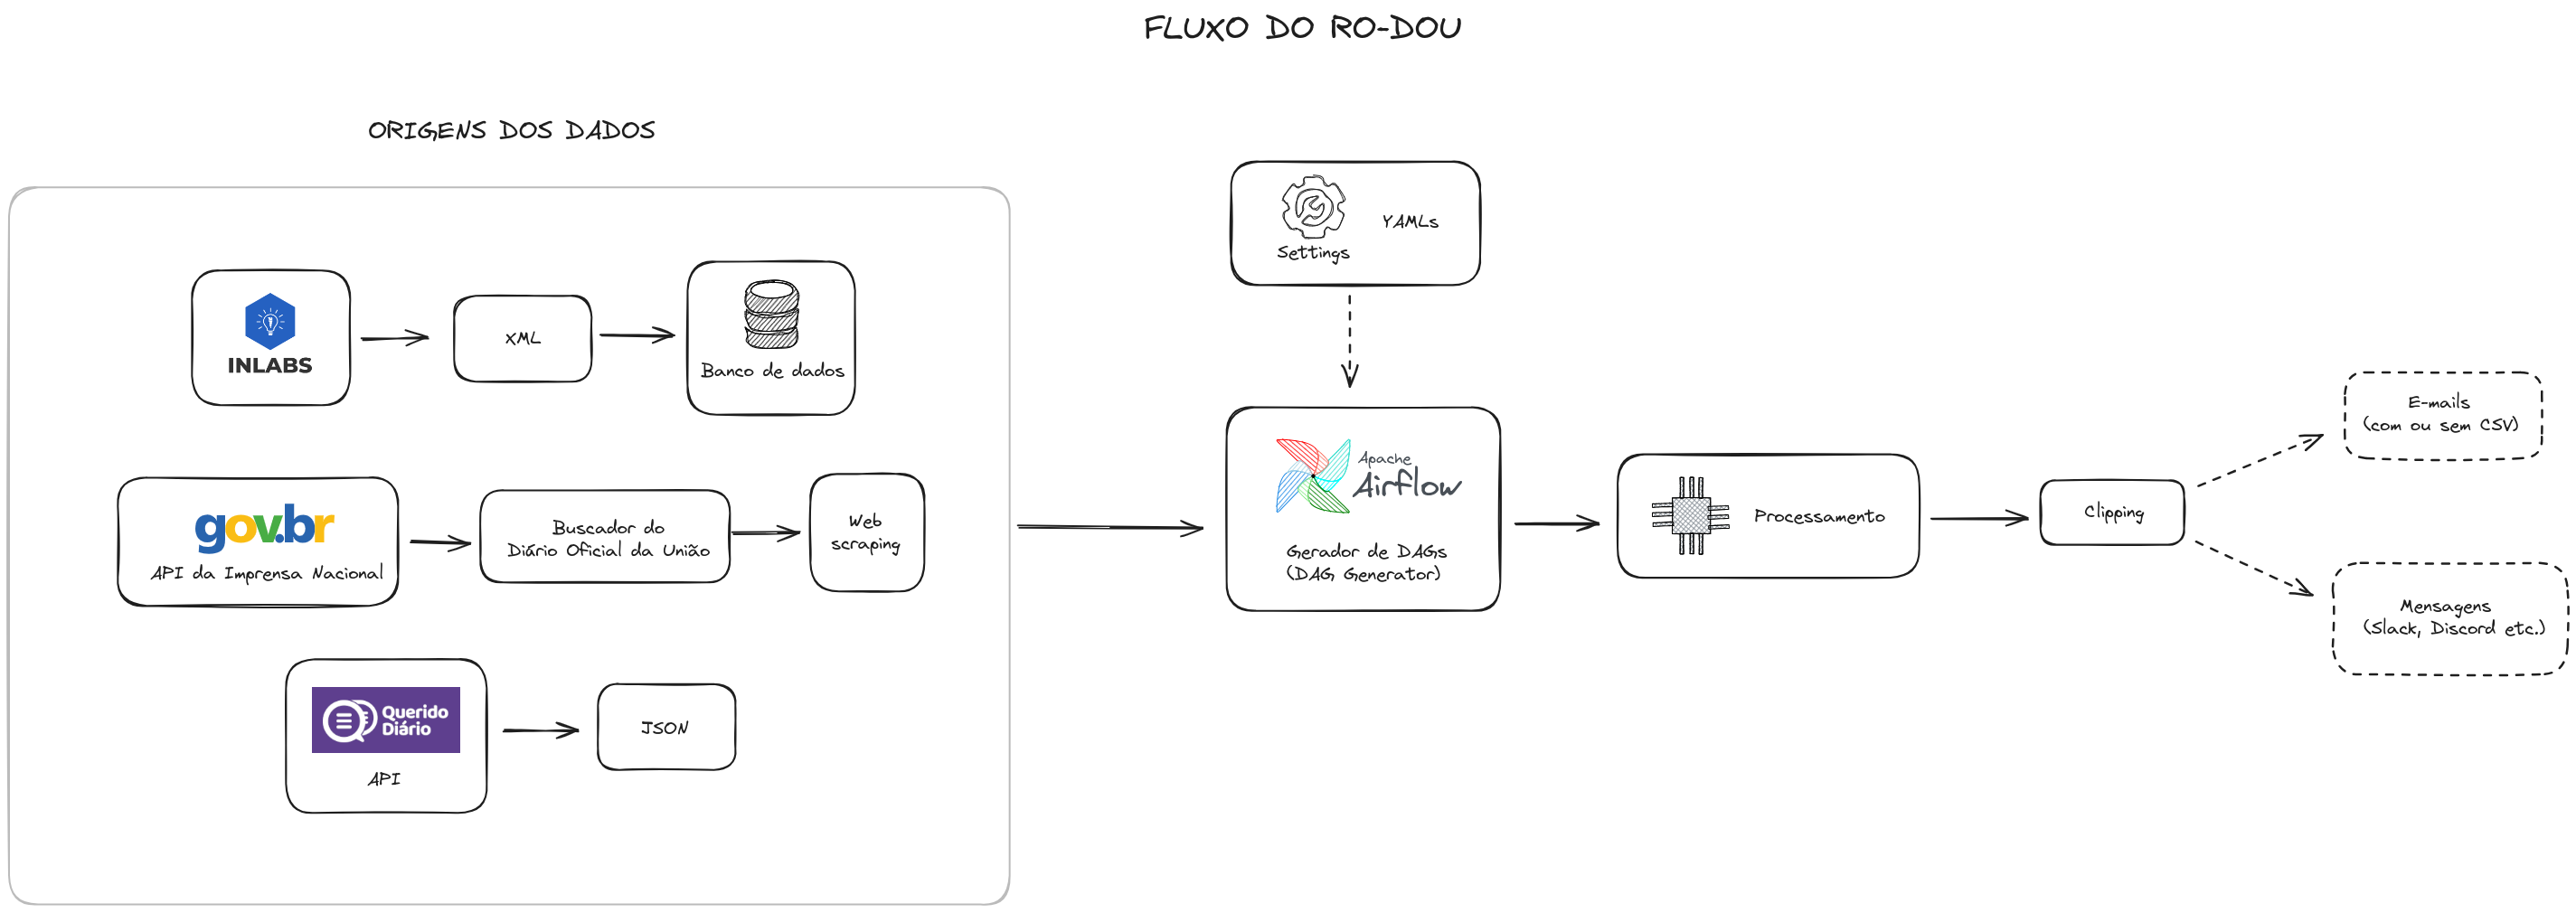 FLUXO DO RO-DOU
ORIGENS DOS DADOS
INLABS
XML
Banco de dados
gov.br
API da Imprensa Nacional
Buscador do
Diário Oficial da União
Web
scraping
Querido
Diário
API
JSON
Settings
YAMLs
Apache
Airflow
Gerador de DAGs
(DAG Generator)
Processamento
Clipping
E-mails
(com ou sem CSV)
Mensagens
(Slack, Discord etc.)